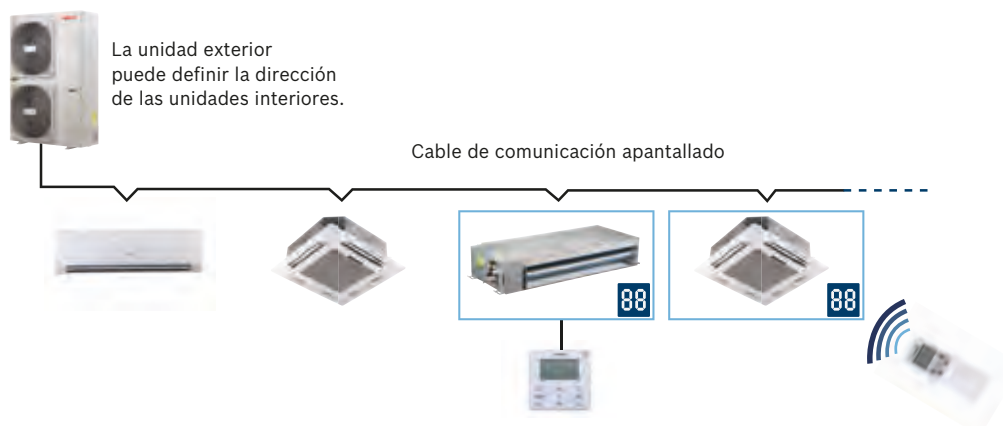 La unidad exterior
puede definir la dirección
de las unidades interiores.
Cable de comunicación apantallado
88
88